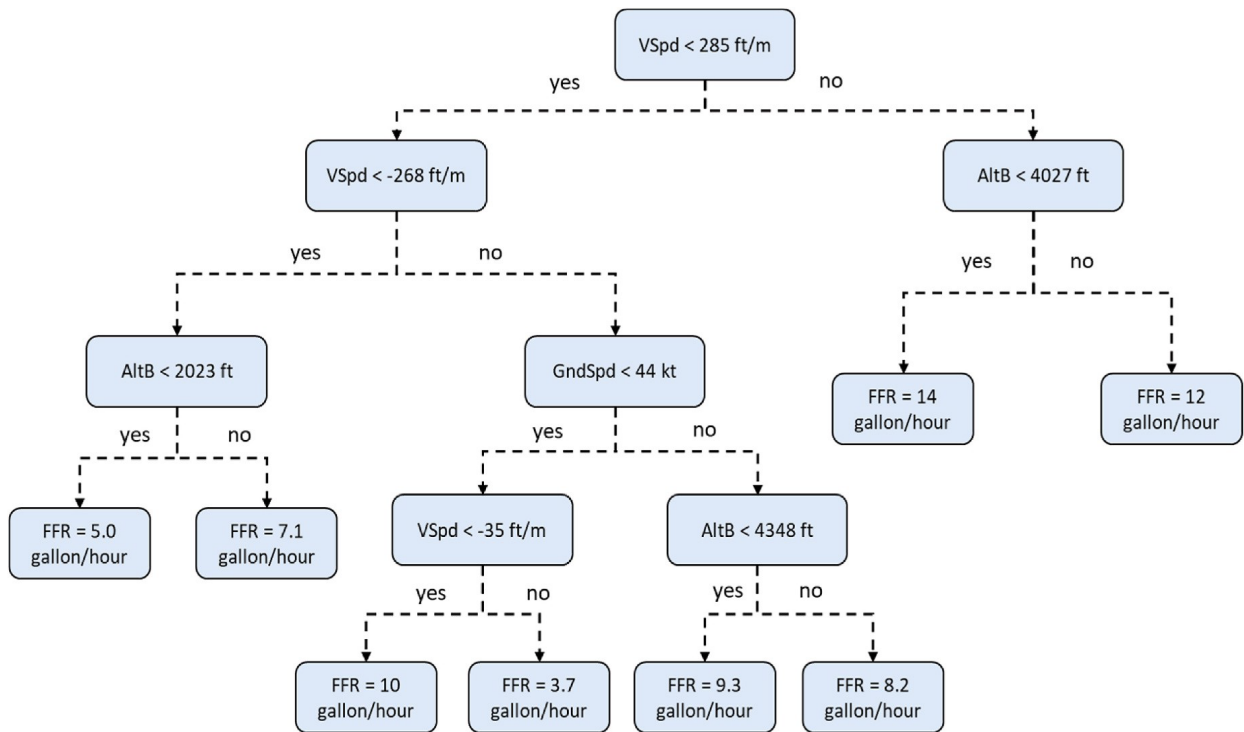 VSpd < 285 ft/m
yes
no
VSpd < -268 ft/m
AltB < 4027 ft
yes
no
yes
no
AltB < 2023 ft
GndSpd < 44 kt
FFR = 14
gallon/hour
FFR = 12
gallon/hour
yes
no
yes
no
FFR = 5.0
gallon/hour
FFR = 7.1
gallon/hour
VSpd < -35 ft/m
AltB < 4348 ft
yes
no
yes
no
FFR = 10
gallon/hour
FFR = 3.7
gallon/hour
FFR = 9.3
gallon/hour
FFR = 8.2
gallon/hour